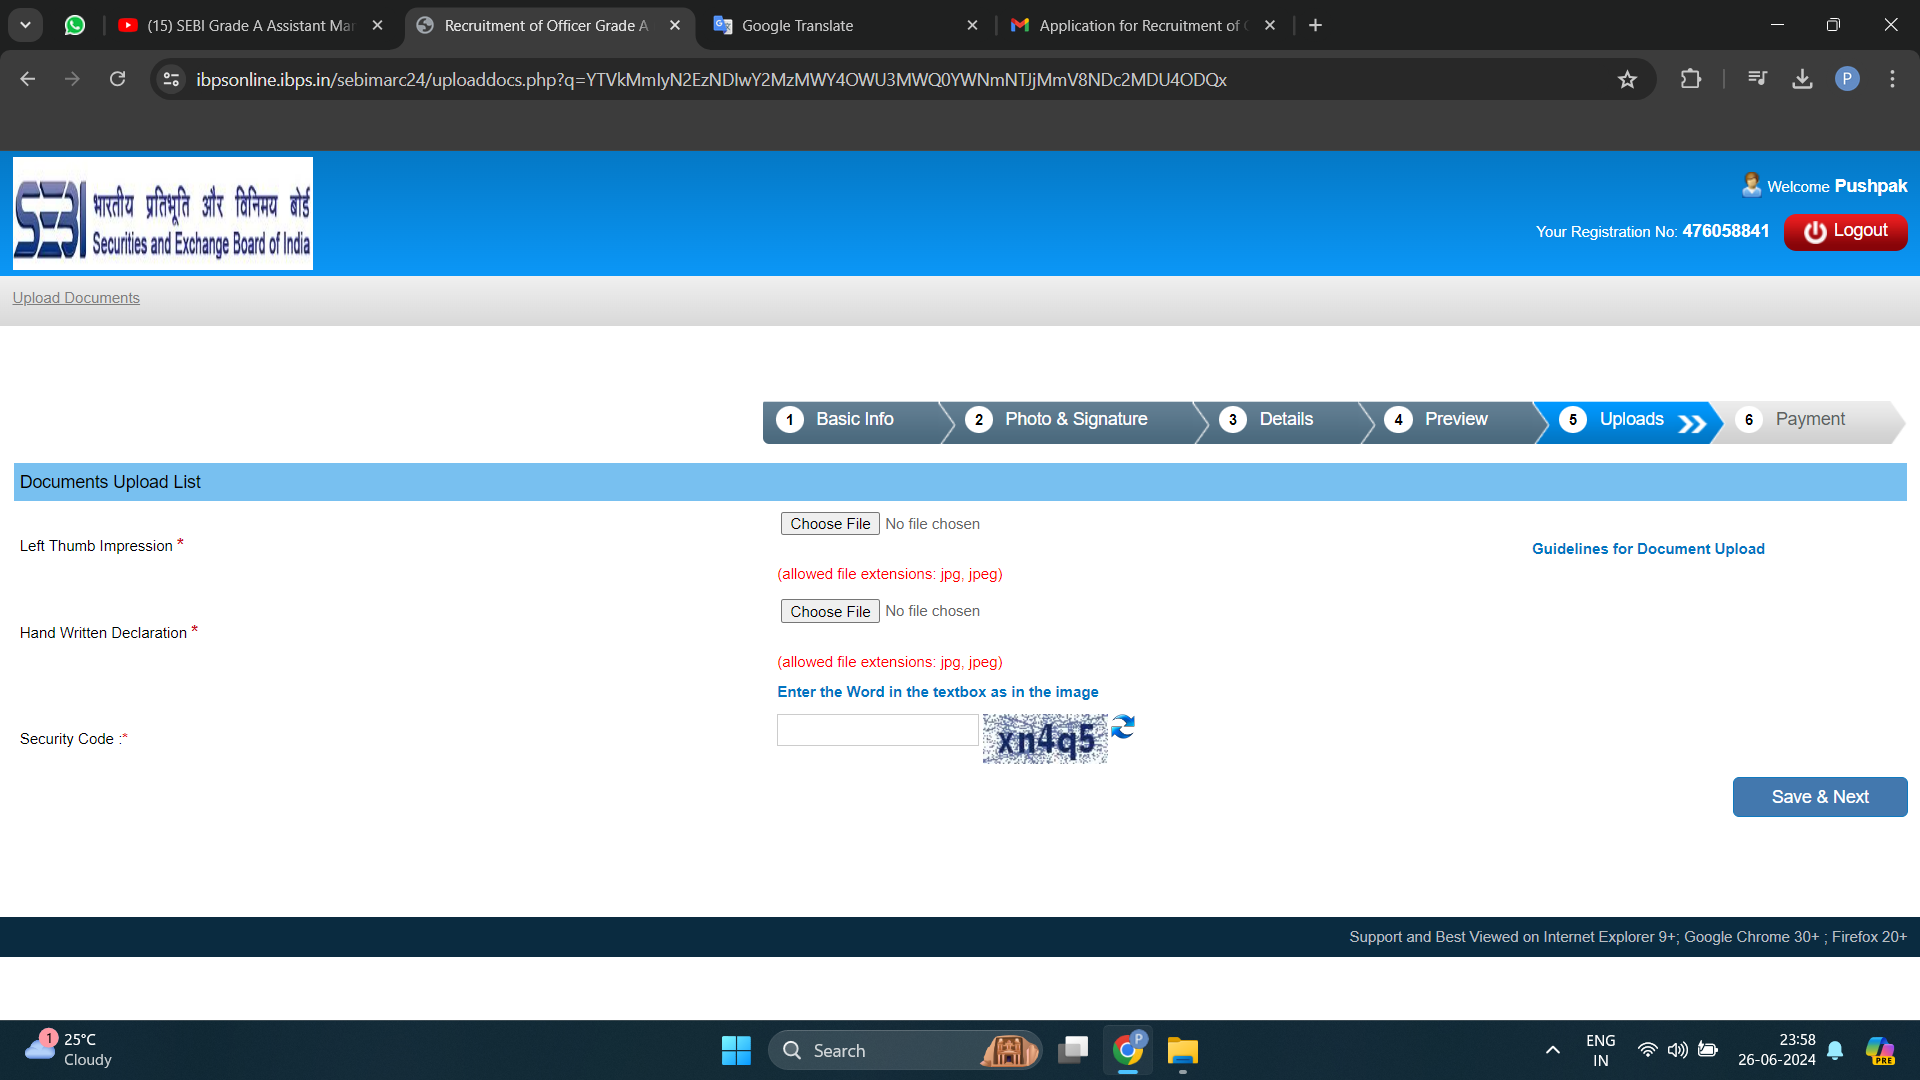 (15) SEBI Grade A Assistant Mar
Recruitment of Officer Grade A
Google Translate
Application for Recruitment of
ibpsonline.ibps.in/sebimarc24/uploaddocs.php?q=YTVkMmIyN2EzNDIwY2MzMWY4OWU3MWQ0YWNmNTJjMmV8NDc2MDU4ODQx
P
SEBI
भारतीय प्रतिभूति और विनिमय बोर्ड
Securities and Exchange Board of India
Welcome Pushpak
Your Registration No: 476058841
Logout
Upload Documents
1 Basic Info
2 Photo & Signature
3 Details
4 Preview
5 Uploads
6 Payment
Documents Upload List
Left Thumb Impression *
Choose File No file chosen
(allowed file extensions: jpg, jpeg)
Guidelines for Document Upload
Hand Written Declaration *
Choose File No file chosen
(allowed file extensions: jpg, jpeg)
Enter the Word in the textbox as in the image
Security Code :*
xn4q5
Save & Next
Support and Best Viewed on Internet Explorer 9+; Google Chrome 30+ ; Firefox 20+
1
25°C
Cloudy
Search
P
ENG
IN
23:58
26-06-2024
PRE